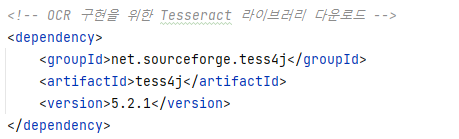 <!-- OCR 구현을 위한 Tesseract 라이브러리 다운로드 -->
<dependency>
    <groupId>net.sourceforge.tess4j</groupId>
    <artifactId>tess4j</artifactId>
    <version>5.2.1</version>
</dependency>